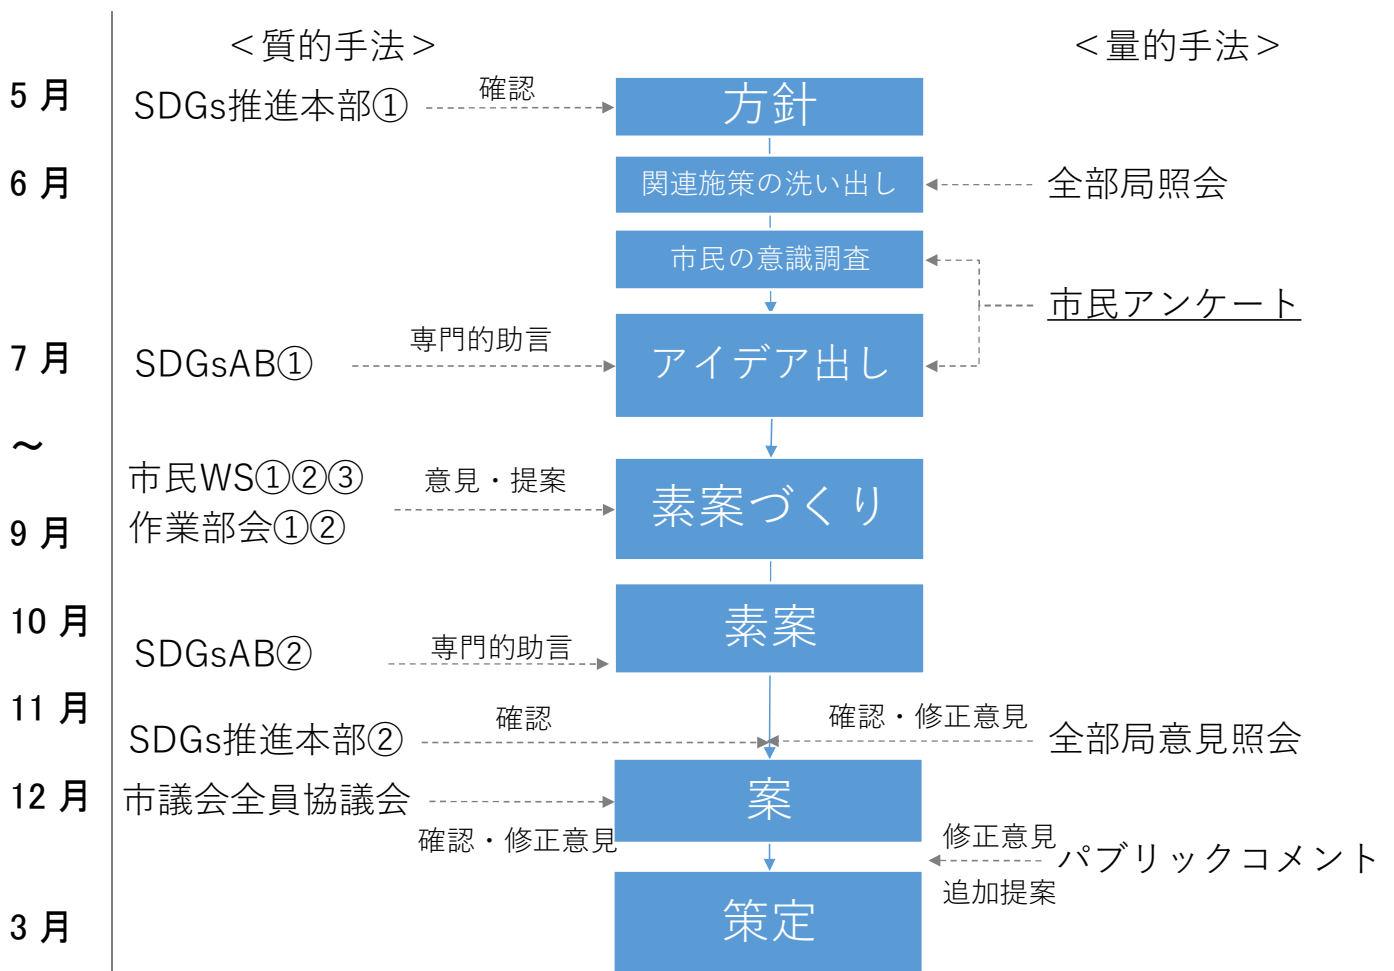 ＜質的手法＞
＜量的手法＞
5 月
SDGs推進本部①
確認
方針
6 月
関連施策の洗い出し
全部局照会
市民の意識調査
市民アンケート
7 月
SDGsAB①
専門的助言
アイデア出し
～
市民WS①②③
作業部会①②
意見・提案
素案づくり
9 月
10 月
素案
SDGsAB②
専門的助言
11 月
SDGs推進本部②
確認
確認・修正意見
全部局意見照会
12 月
市議会全員協議会
確認・修正意見
案
修正意見
追加提案
パブリックコメント
3 月
策定